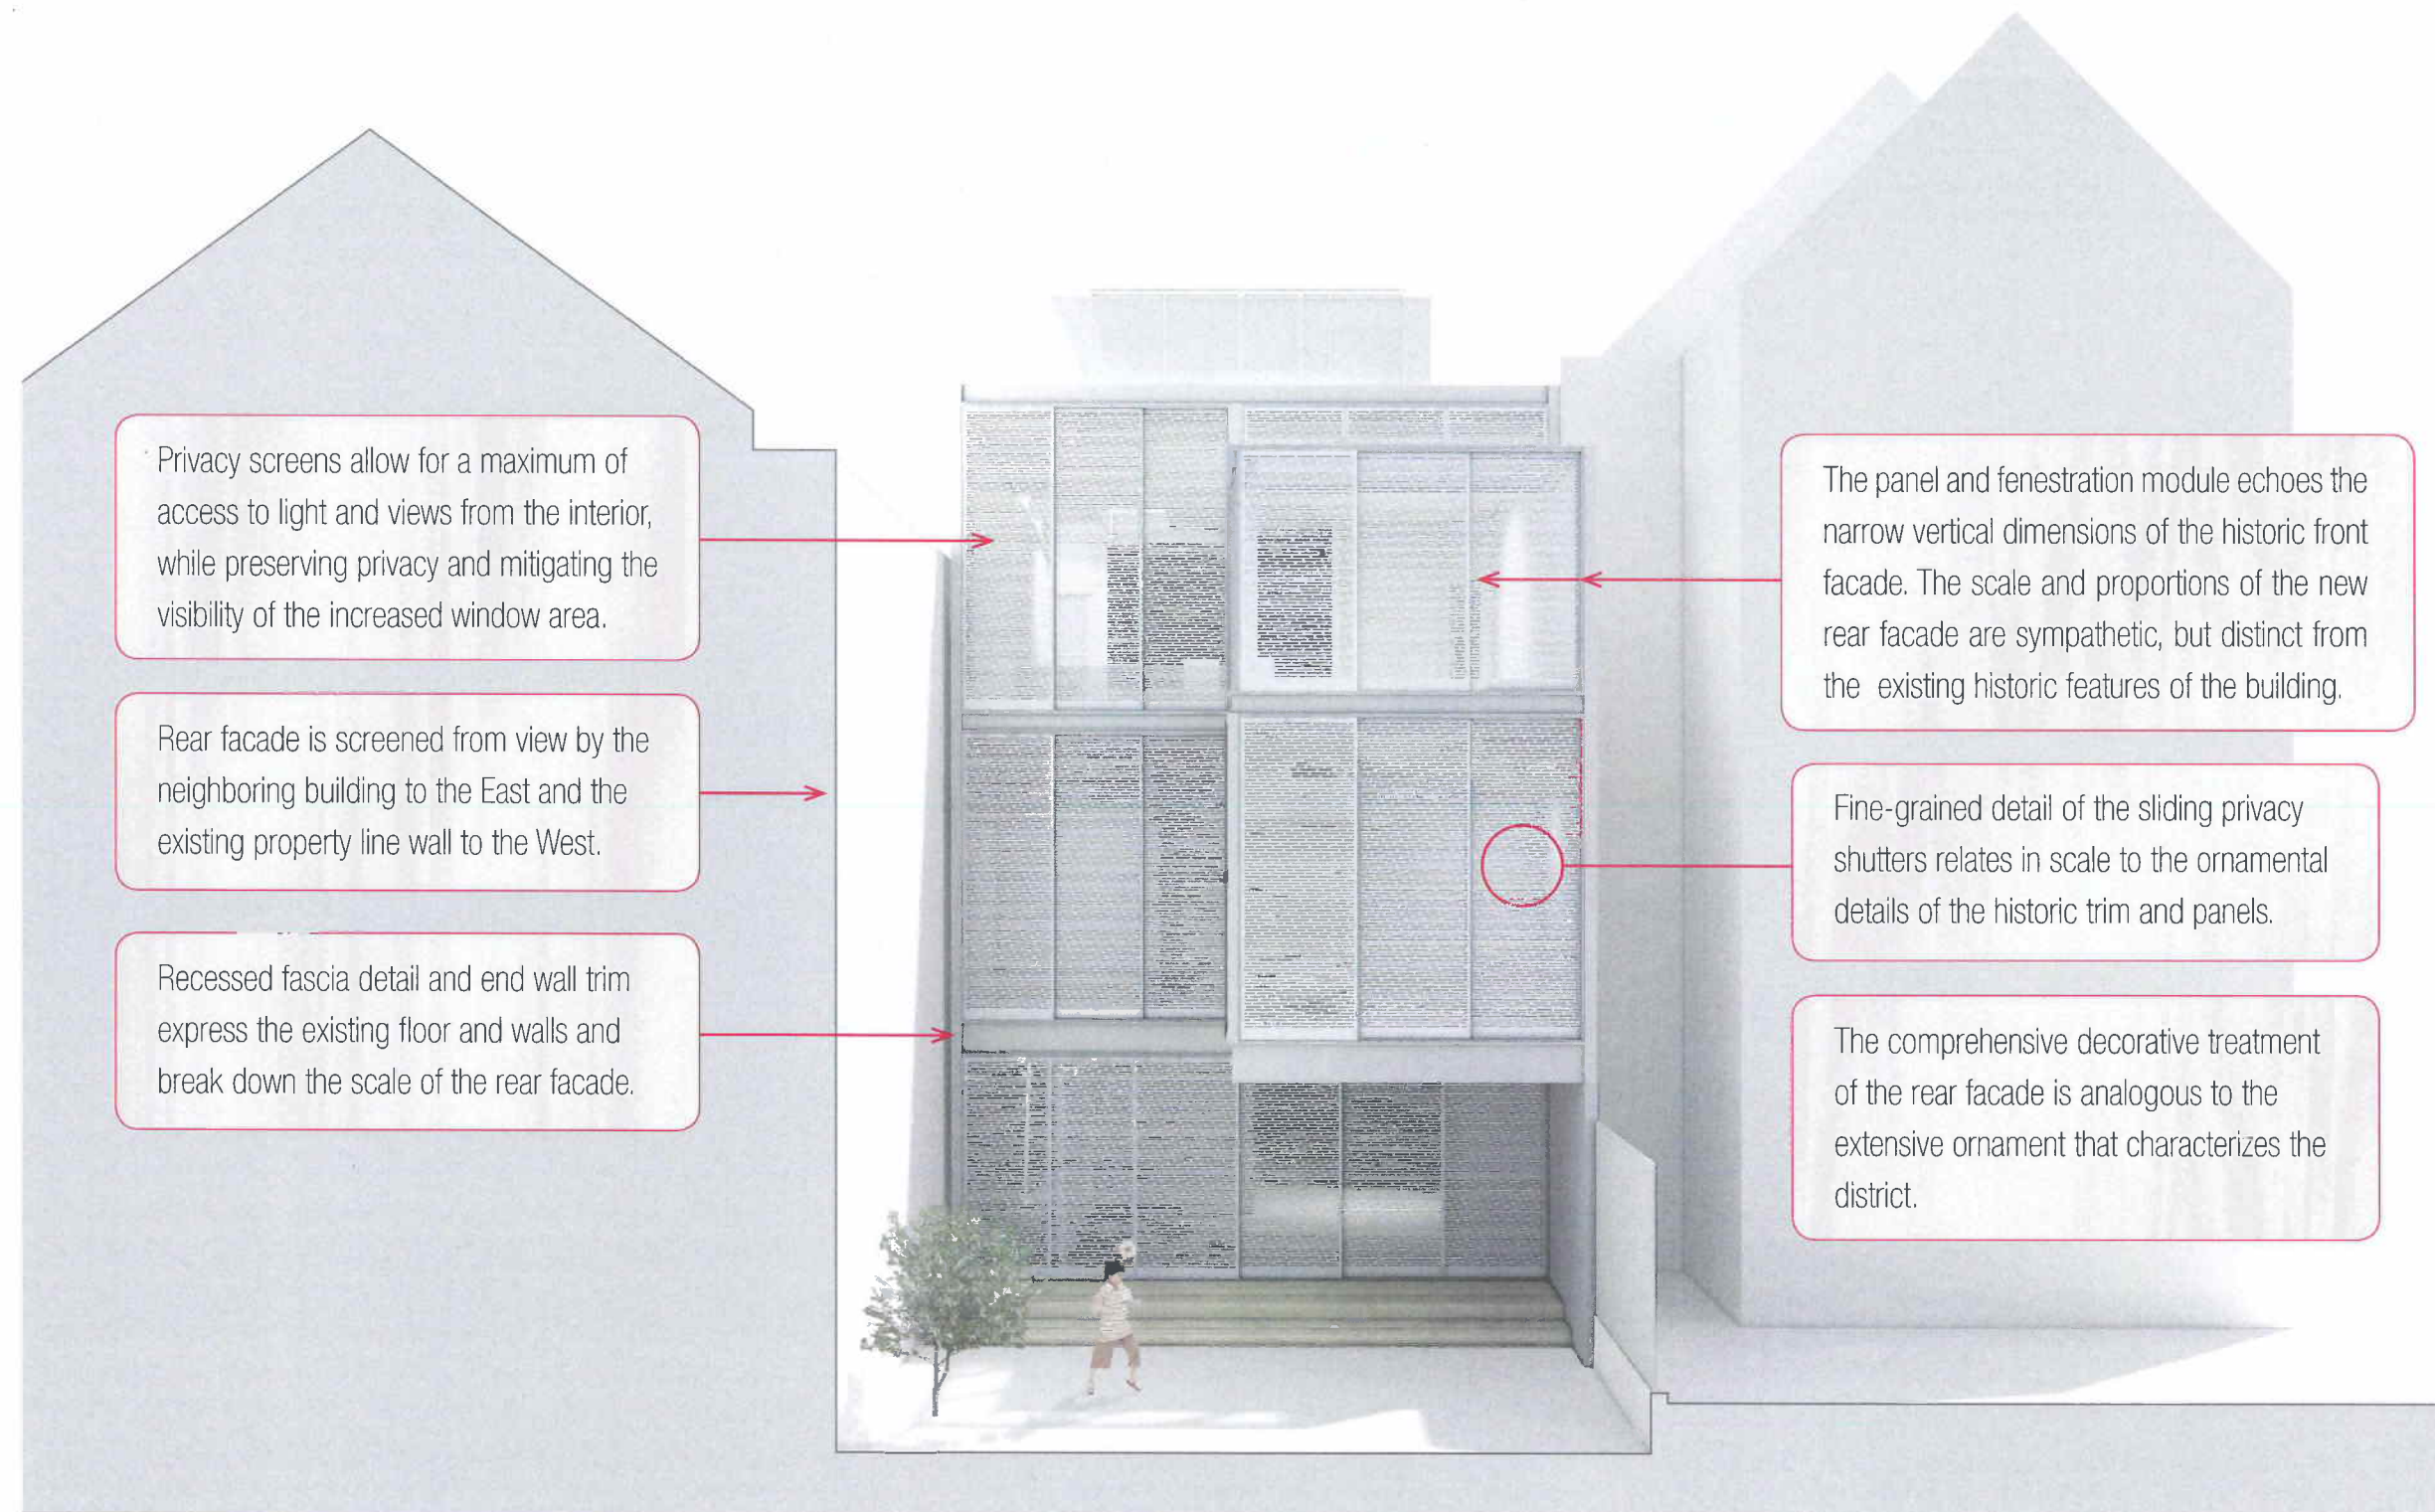 Privacy screens allow for a maximum of
access to light and views from the interior,
while preserving privacy and mitigating the
visibility of the increased window area.
Rear facade is screened from view by the
neighboring building to the East and the
existing property line wall to the West.
Recessed fascia detail and end wall trim
express the existing floor and walls and
break down the scale of the rear facade.
The panel and fenestration module echoes the
narrow vertical dimensions of the historic front
facade. The scale and proportions of the new
rear facade are sympathetic, but distinct from
the existing historic features of the building.
Fine-grained detail of the sliding privacy
shutters relates in scale to the ornamental
details of the historic trim and panels.
The comprehensive decorative treatment
of the rear facade is analogous to the
extensive ornament that characterizes the
district.